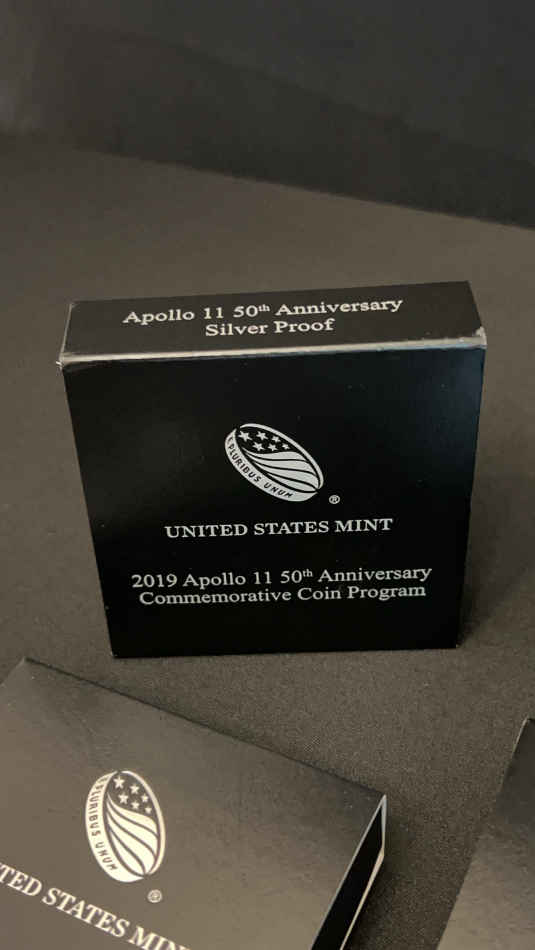 Apollo 11 50th Anniversary
Silver Proof
E PLURIBUS UNUM
®
UNITED STATES MINT
2019 Apollo 11 50th Anniversary
Commemorative Coin Program
E PLURIBUS UNUM
®
TED STATES MIN